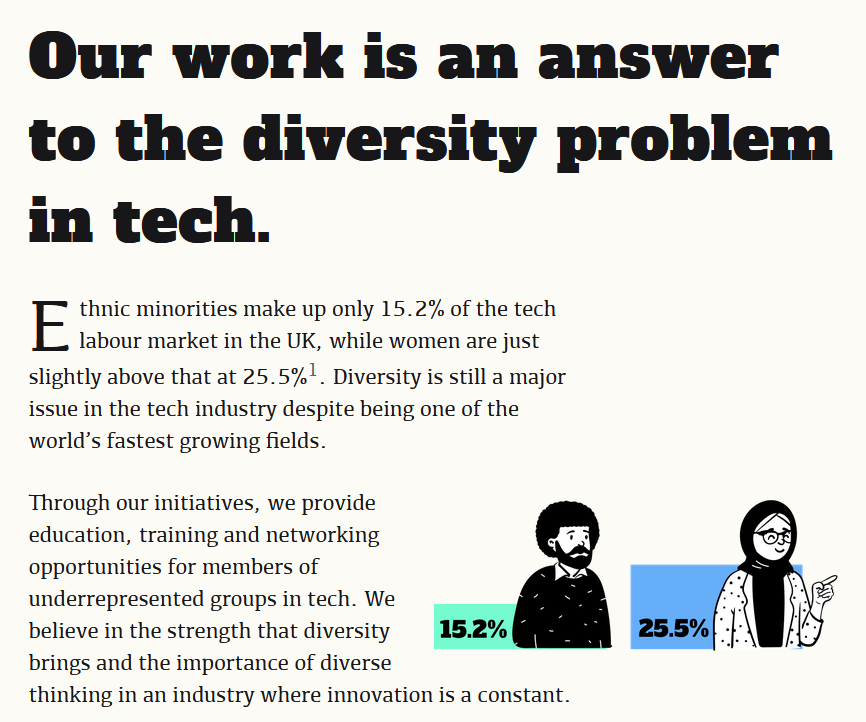 Our work is an answer
to the diversity problem
in tech.
Ethnic minorities make up only 15.2% of the tech
labour market in the UK, while women are just
slightly above that at 25.5%1. Diversity is still a major
issue in the tech industry despite being one of the
world’s fastest growing fields.
Through our initiatives, we provide
education, training and networking
opportunities for members of
underrepresented groups in tech. We
believe in the strength that diversity
brings and the importance of diverse
thinking in an industry where innovation is a constant.
15.2%
25.5%